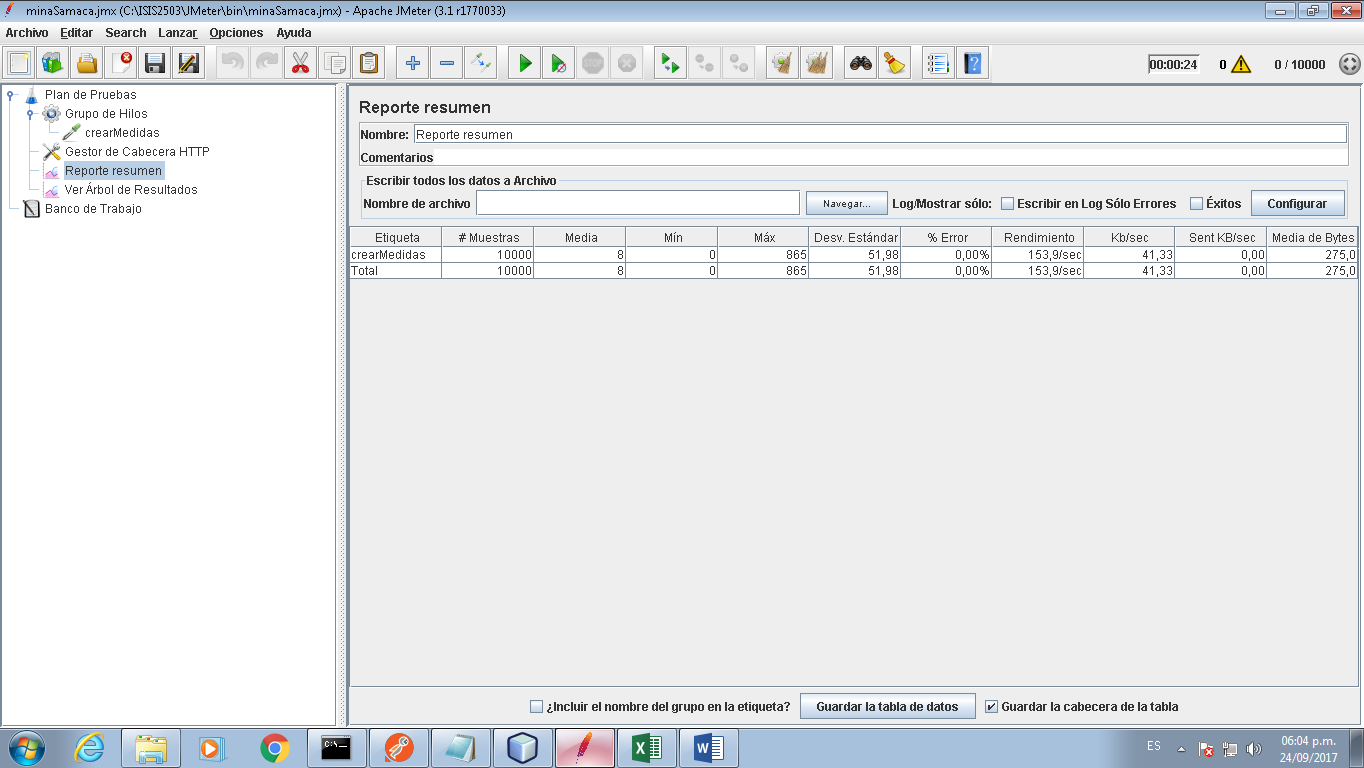 minaSamaca.jmx (C:\ISIS2503\JMeter\bin\minaSamaca.jmx) - Apache JMeter (3.1 r1770033)
Archivo Editar Search Lanzar Opciones Ayuda
STOP 00:00:24 0 0 / 10000
Plan de Pruebas
Grupo de Hilos
crearMedidas
Gestor de Cabecera HTTP
Reporte resumen
Ver Árbol de Resultados
Banco de Trabajo
Reporte resumen
Nombre: Reporte resumen
Comentarios
Escribir todos los datos a Archivo
Nombre de archivo Navegar... Log/Mostrar sólo: Escribir en Log Sólo Errores Éxitos Configurar
Etiqueta # Muestras Media Mín Máx Desv. Estándar % Error Rendimiento Kb/sec Sent KB/sec Media de Bytes
crearMedidas 10000 8 0 865 51,98 0,00% 153,9/sec 41,33 0,00 275,0
Total 10000 8 0 865 51,98 0,00% 153,9/sec 41,33 0,00 275,0
¿Incluir el nombre del grupo en la etiqueta? Guardar la tabla de datos Guardar la cabecera de la tabla
ES 06:04 p.m.
24/09/2017